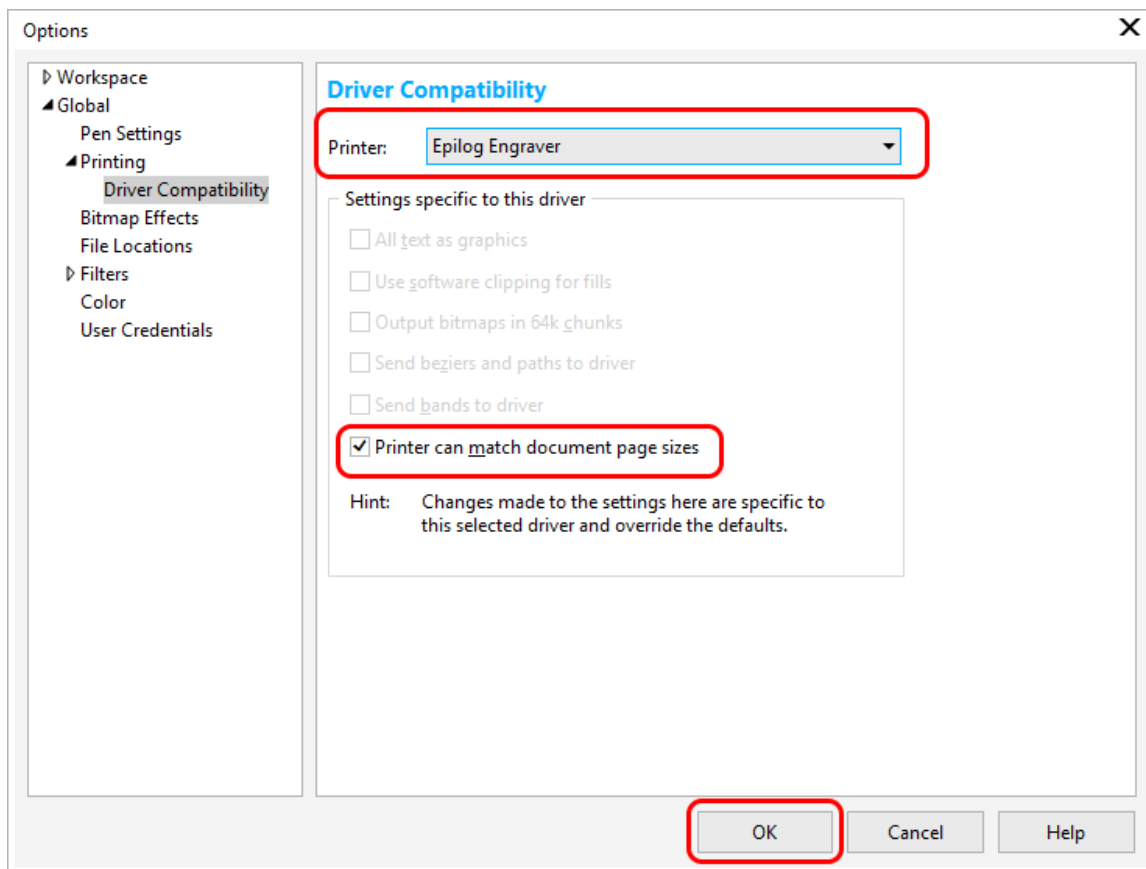 Options
Workspace
Global
Pen Settings
Printing
Driver Compatibility
Bitmap Effects
File Locations
Filters
Color
User Credentials
Driver Compatibility
Printer: Epilog Engraver
Settings specific to this driver
All text as graphics
Use software clipping for fills
Output bitmaps in 64k chunks
Send beziers and paths to driver
Send bands to driver
Printer can match document page sizes
Hint: Changes made to the settings here are specific to
this selected driver and override the defaults.
OK Cancel Help